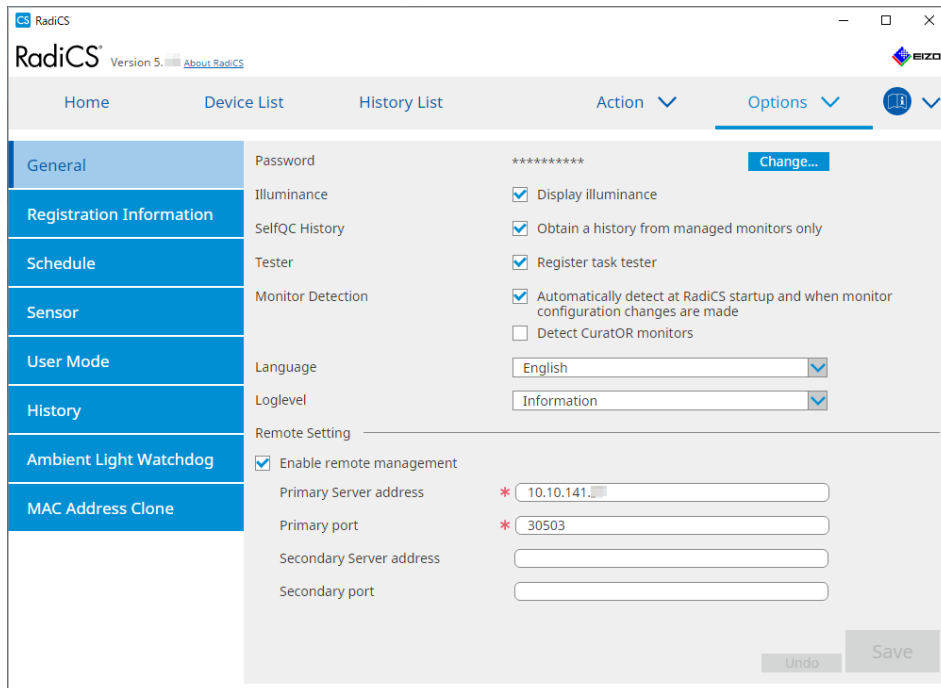 CS RadiCS
RadiCS® Version 5. About RadiCS
EIZO
Home Device List History List Action Options
General
Registration Information
Schedule
Sensor
User Mode
History
Ambient Light Watchdog
MAC Address Clone
Password ********** Change...
Illuminance Display illuminance
SelfQC History Obtain a history from managed monitors only
Tester Register task tester
Monitor Detection Automatically detect at RadiCS startup and when monitor
configuration changes are made
Detect CuratOR monitors
Language English
Loglevel Information
Remote Setting
Enable remote management
Primary Server address * 10.10.141.
Primary port * 30503
Secondary Server address
Secondary port
Undo Save